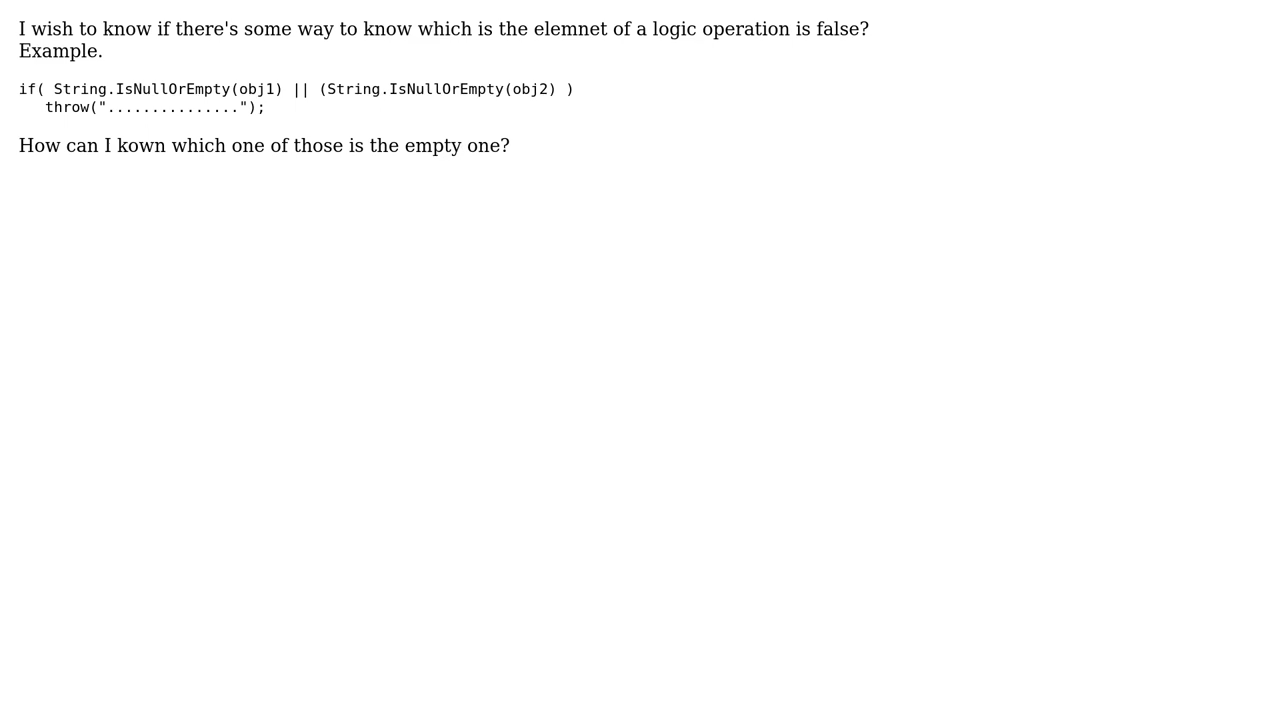 I wish to know if there's some way to know which is the elemnet of a logic operation is false?
Example.
if( String.IsNullOrEmpty(obj1) || (String.IsNullOrEmpty(obj2) )
   throw("...............");
How can I kown which one of those is the empty one?